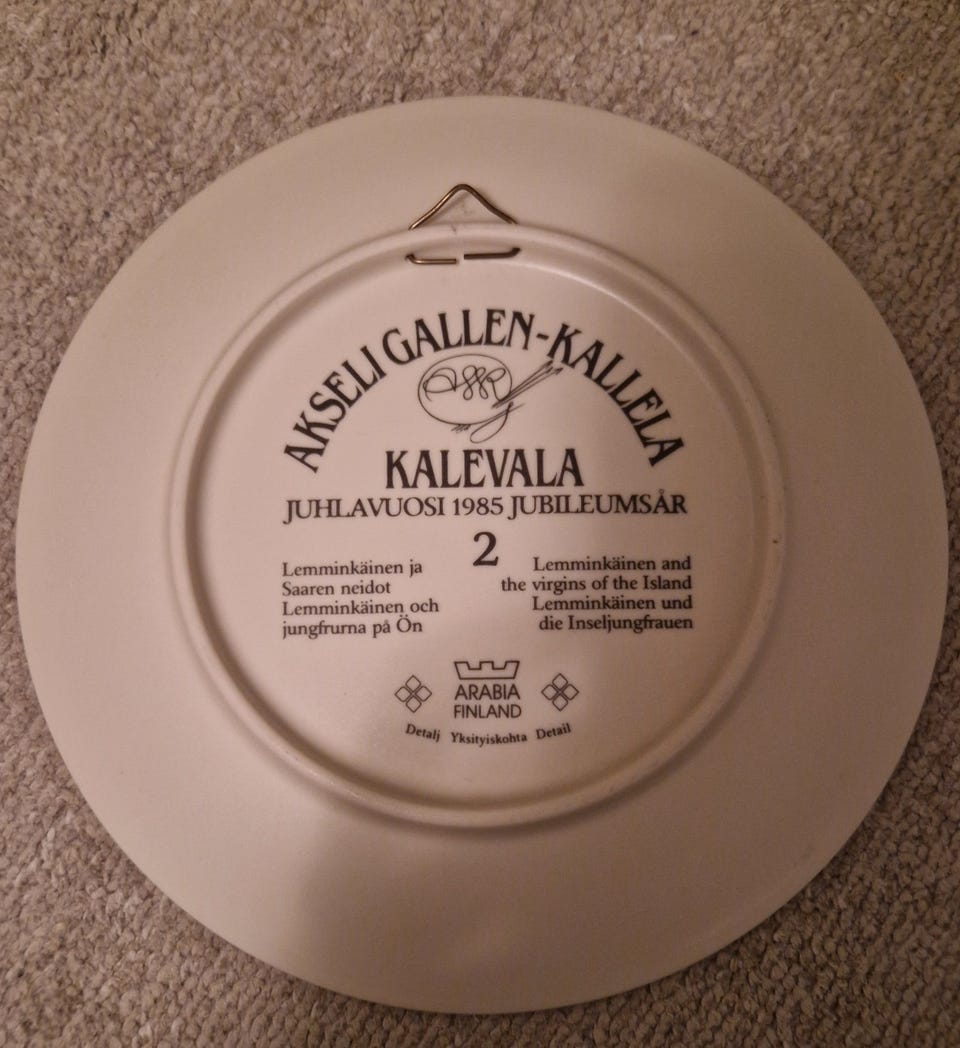 AKSELI GALLEN-KALLELA
KALEVALA
JUHLAVUOSI 1985 JUBILEUMSÅR
2
Lemminkäinen ja
Saaren neidot
Lemminkäinen och
jungfrurna på Ön
Lemminkäinen and
the virgins of the Island
Lemminkäinen und
die Inseljungfrauen
ARABIA
FINLAND
Detalj Yksityiskohta Detail